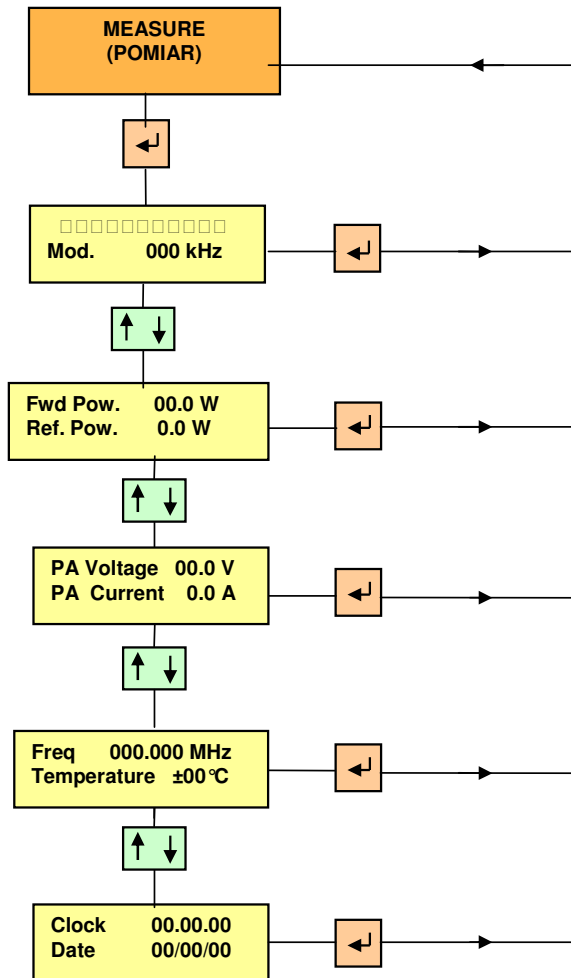 MEASURE
(POMIAR)
Mod. 000 kHz
Fwd Pow. 00.0 W
Ref. Pow. 0.0 W
PA Voltage 00.0 V
PA Current 0.0 A
Freq 000.000 MHz
Temperature ±00°C
Clock 00.00.00
Date 00/00/00